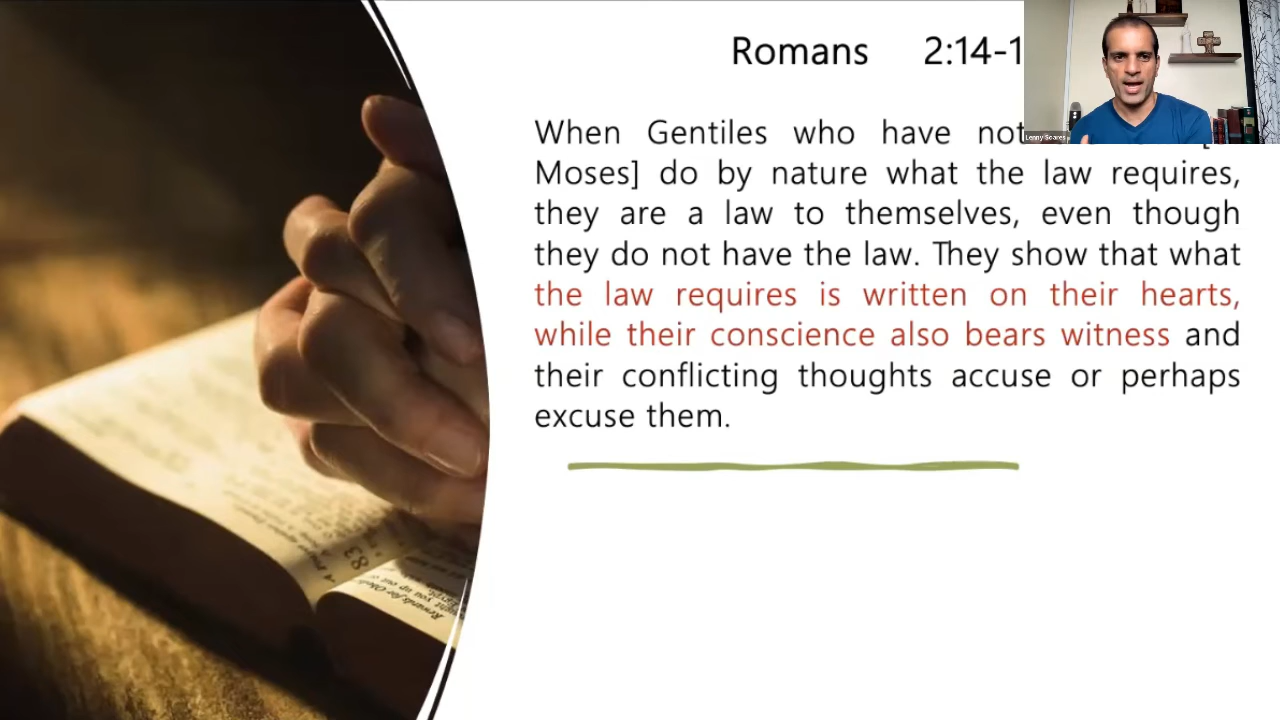 Romans 2:14-1
When Gentiles who have not
Moses] do by nature what the law requires,
they are a law to themselves, even though
they do not have the law. They show that what
the law requires is written on their hearts,
while their conscience also bears witness and
their conflicting thoughts accuse or perhaps
excuse them.
Lenny Soares
83